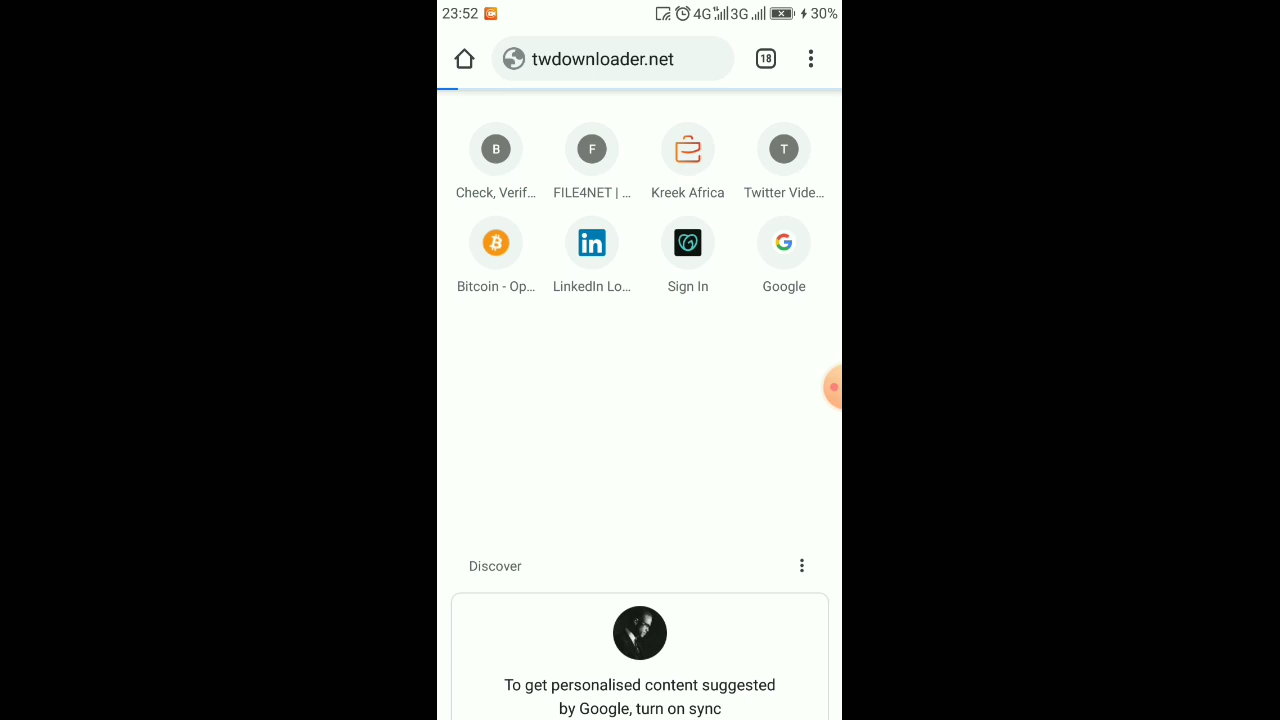 23:52 4G 3G 30%
twdownloader.net 18
B F T
Check, Verif... FILE4NET | ... Kreek Africa Twitter Vide...
in
Bitcoin - Op... LinkedIn Lo... Sign In Google
Discover
To get personalised content suggested
by Google, turn on sync